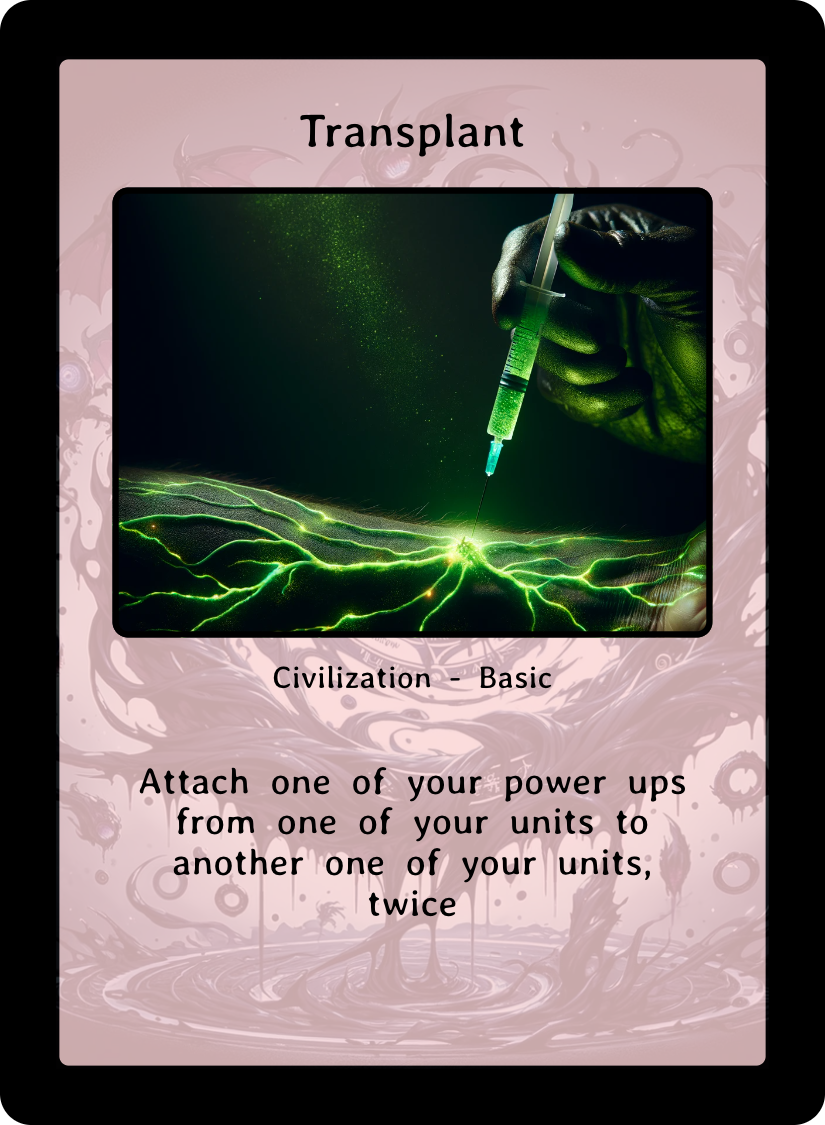 Transplant
Civilization - Basic
Attach one of your power ups
from one of your units to
another one of your units,
twice